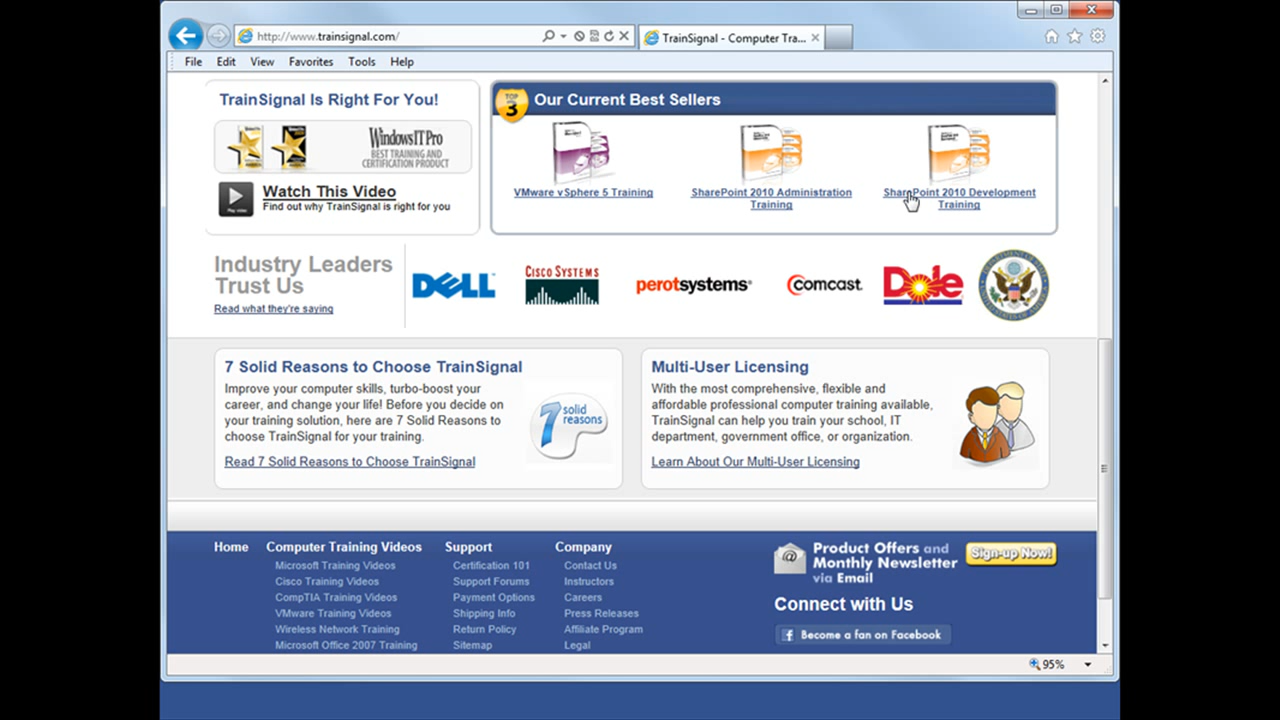 http://www.trainsignal.com/
TrainSignal - Computer Tra...
File Edit View Favorites Tools Help
TrainSignal Is Right For You!
WindowsITPro
BEST TRAINING AND
CERTIFICATION PRODUCT
Play video
Watch This Video
Find out why TrainSignal is right for you
TOP
3
Our Current Best Sellers
VMware vSphere 5 Training
SharePoint 2010 Administration
Training
SharePoint 2010 Development
Training
Industry Leaders
Trust Us
Read what they're saying
DELL
CISCO SYSTEMS
perotsystems
COMCAST
Dole
7 Solid Reasons to Choose TrainSignal
Improve your computer skills, turbo-boost your
career, and change your life! Before you decide on
your training solution, here are 7 Solid Reasons to
choose TrainSignal for your training.
Read 7 Solid Reasons to Choose TrainSignal
7 solid
reasons
Multi-User Licensing
With the most comprehensive, flexible and
affordable professional computer training available,
TrainSignal can help you train your school, IT
department, government office, or organization.
Learn About Our Multi-User Licensing
Home
Computer Training Videos
Microsoft Training Videos
Cisco Training Videos
CompTIA Training Videos
VMware Training Videos
Wireless Network Training
Microsoft Office 2007 Training
Support
Certification 101
Support Forums
Payment Options
Shipping Info
Return Policy
Sitemap
Company
Contact Us
Instructors
Careers
Press Releases
Affiliate Program
Legal
Product Offers and
Monthly Newsletter
via Email
Sign-up Now!
Connect with Us
Become a fan on Facebook
95%